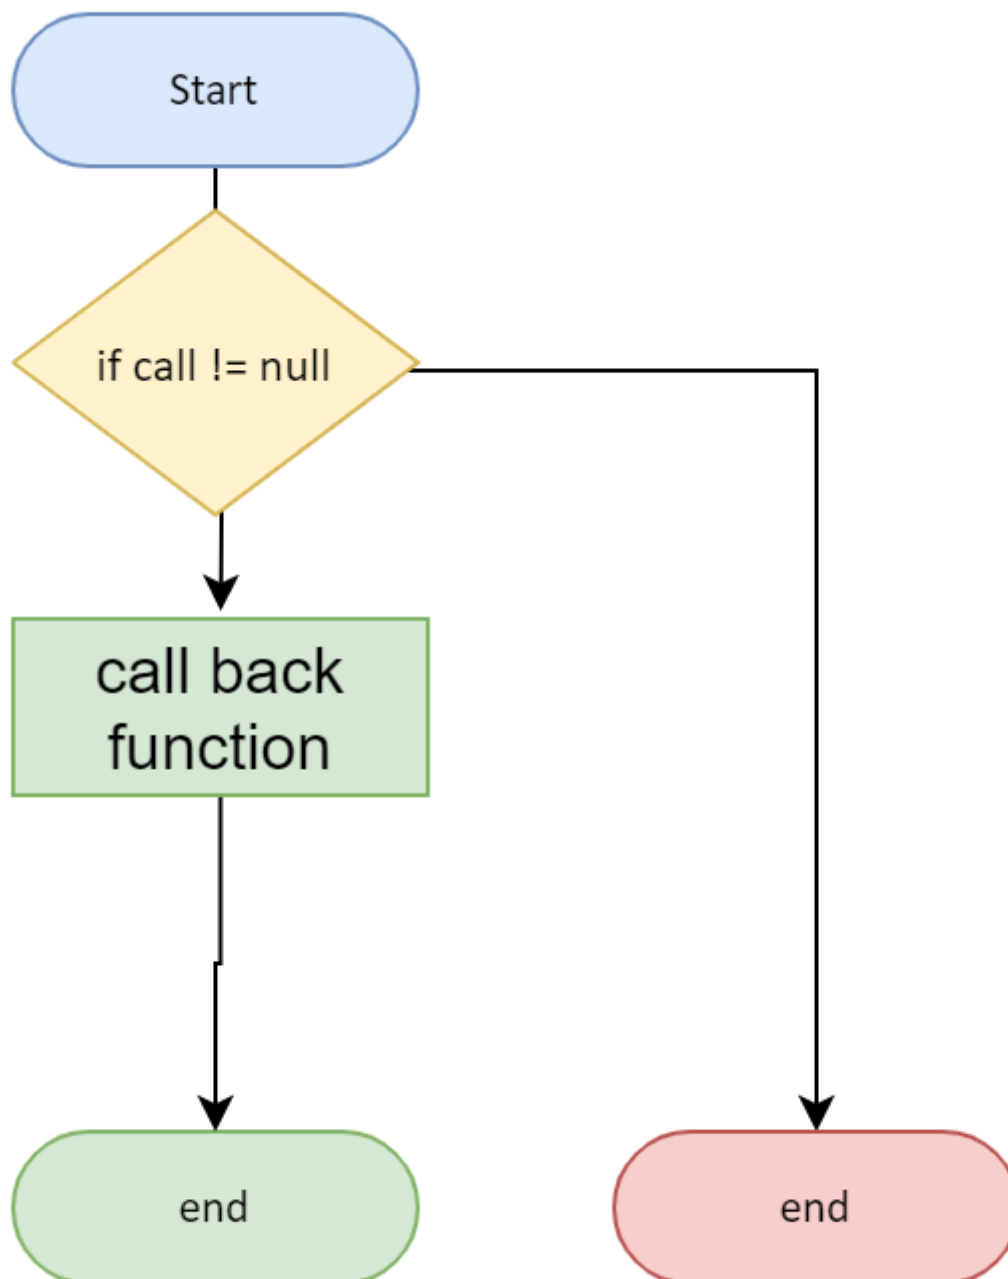 Start
if call != null
call back
function
end
end